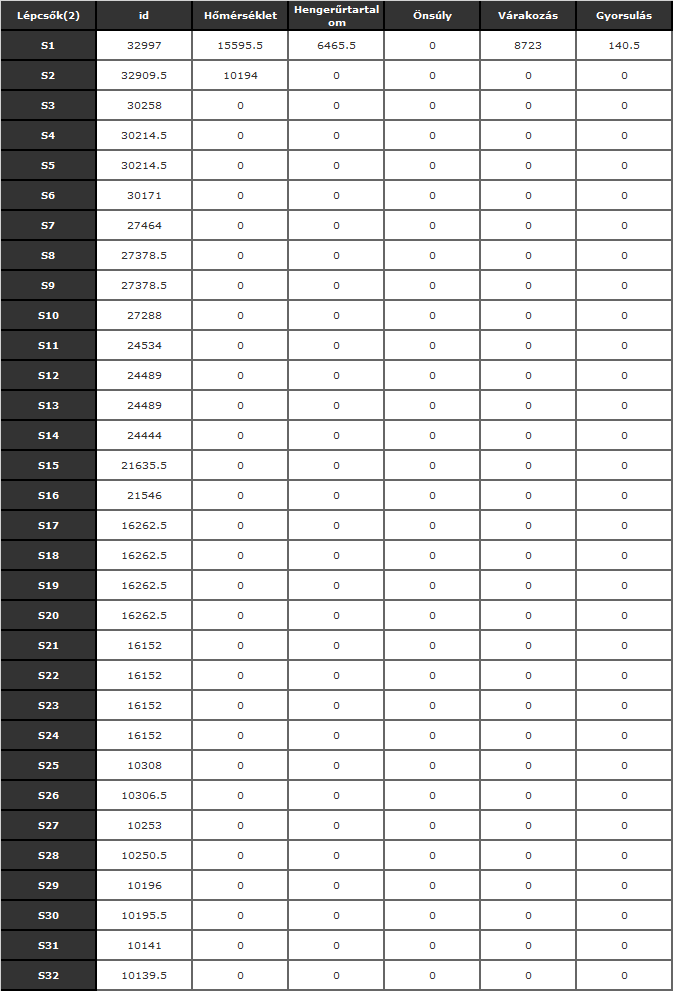 Lépcsők(2) id Hőmérséklet Hengerűrtartalom Önsúly Várakozás Gyorsulás
S1 32997 15595.5 6465.5 0 8723 140.5
S2 32909.5 10194 0 0 0 0
S3 30258 0 0 0 0 0
S4 30214.5 0 0 0 0 0
S5 30214.5 0 0 0 0 0
S6 30171 0 0 0 0 0
S7 27464 0 0 0 0 0
S8 27378.5 0 0 0 0 0
S9 27378.5 0 0 0 0 0
S10 27288 0 0 0 0 0
S11 24534 0 0 0 0 0
S12 24489 0 0 0 0 0
S13 24489 0 0 0 0 0
S14 24444 0 0 0 0 0
S15 21635.5 0 0 0 0 0
S16 21546 0 0 0 0 0
S17 16262.5 0 0 0 0 0
S18 16262.5 0 0 0 0 0
S19 16262.5 0 0 0 0 0
S20 16262.5 0 0 0 0 0
S21 16152 0 0 0 0 0
S22 16152 0 0 0 0 0
S23 16152 0 0 0 0 0
S24 16152 0 0 0 0 0
S25 10308 0 0 0 0 0
S26 10306.5 0 0 0 0 0
S27 10253 0 0 0 0 0
S28 10250.5 0 0 0 0 0
S29 10196 0 0 0 0 0
S30 10195.5 0 0 0 0 0
S31 10141 0 0 0 0 0
S32 10139.5 0 0 0 0 0